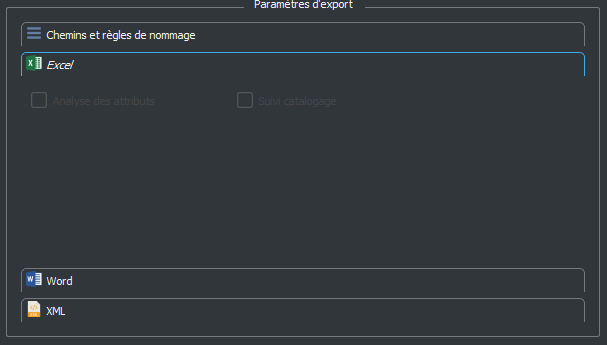 Paramètres d'export
Chemins et règles de nommage
Excel
Analyse des attributs
Suivi catalogage
Word
XML